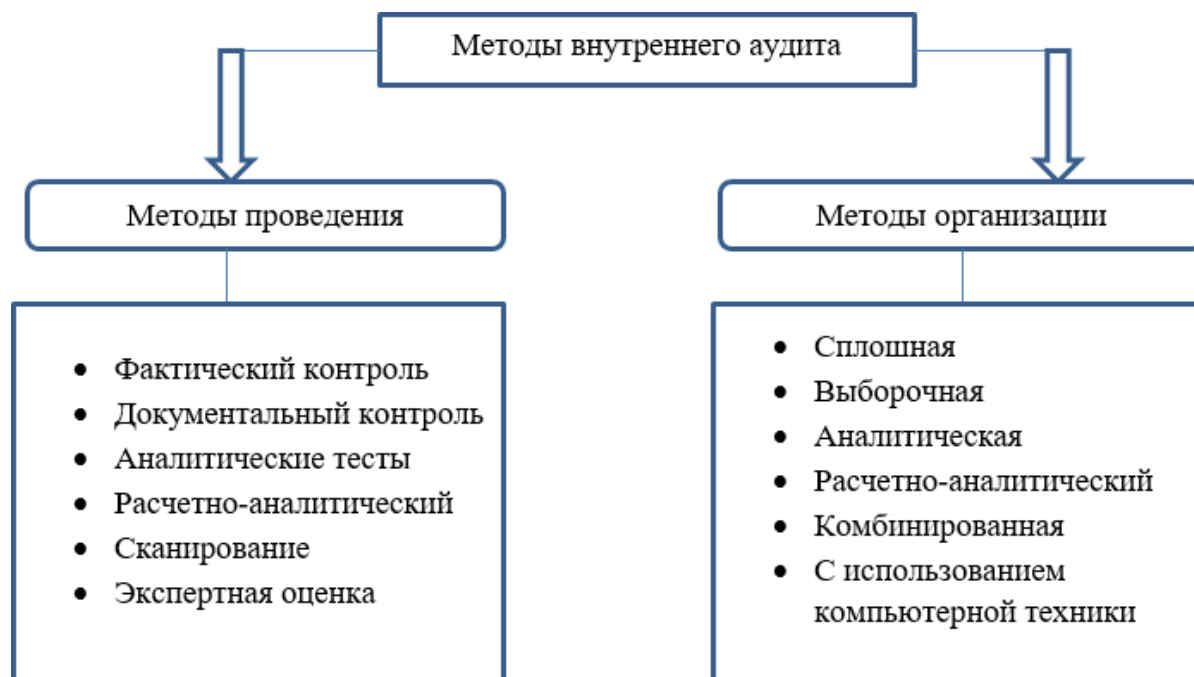 Методы внутреннего аудита
Методы проведения
Методы организации
• Фактический контроль
• Документальный контроль
• Аналитические тесты
• Расчетно-аналитический
• Сканирование
• Экспертная оценка
• Сплошная
• Выборочная
• Аналитическая
• Расчетно-аналитический
• Комбинированная
• С использованием
компьютерной техники